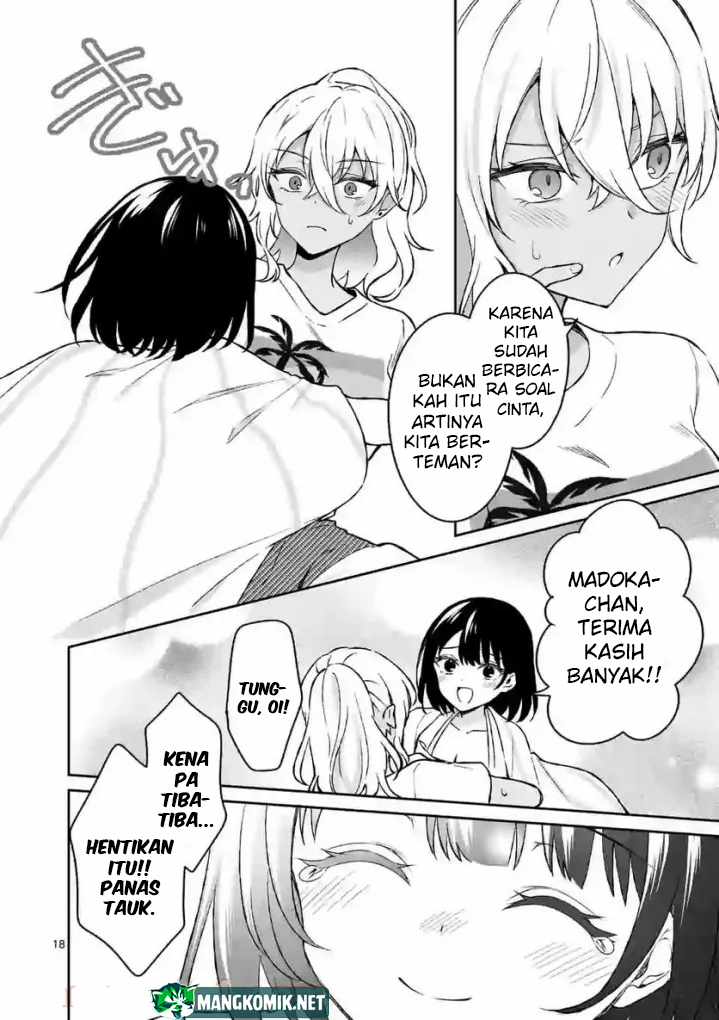 KARENA
KITA
SUDAH
BERBICA-
RA SOAL
CINTA,
BUKAN
KAH ITU
ARTINYA
KITA BER-
TEMAN?
ぎゅっ
MADOKA-
CHAN,
TERIMA
KASIH
BANYAK!!
TUNG-
GU, OI!
KENA
PA
TIBA-
TIBA...
HENTIKAN
ITU!!
PANAS
TAUK.
18
MANGKOMIK.NET